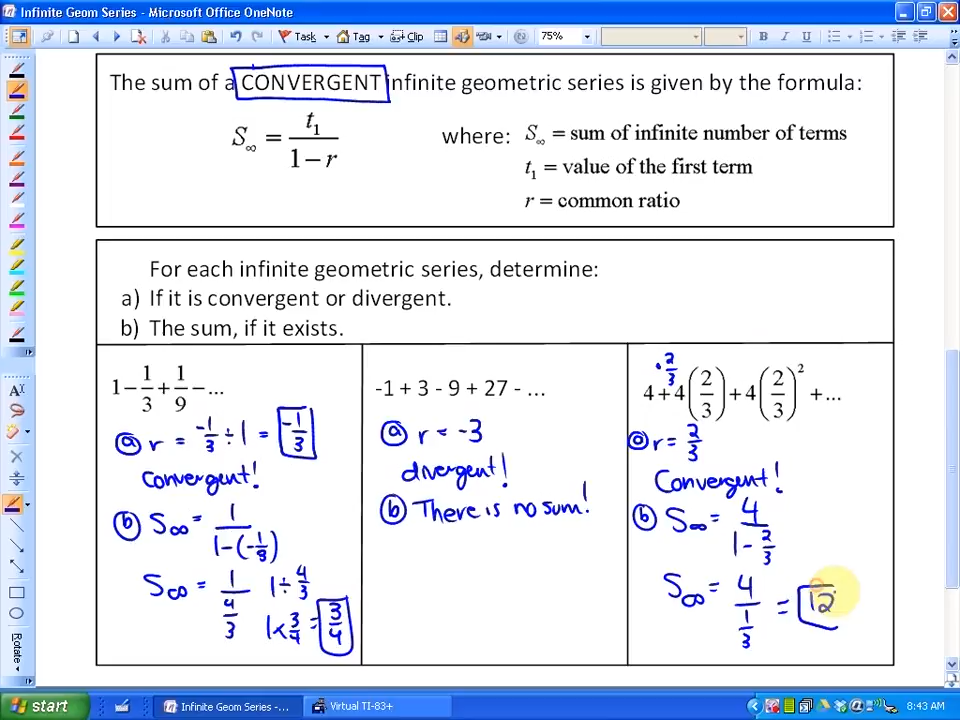 Infinite Geom Series - Microsoft Office OneNote
Task Tag Clip 75% B I U
The sum of a CONVERGENT infinite geometric series is given by the formula:
S∞ = t₁ / (1 − r)
where: S∞ = sum of infinite number of terms
t₁ = value of the first term
r = common ratio
For each infinite geometric series, determine:
a) If it is convergent or divergent.
b) The sum, if it exists.
1 − 1/3 + 1/9 − ...
ⓐ r = -1/3 ÷ 1 = -1/3
Convergent!
ⓑ S∞ = 1 / (1-(-1/3))
S∞ = 1 / (4/3) 1 ÷ 4/3
1 × 3/4 = 3/4
-1 + 3 - 9 + 27 - ...
ⓐ r = -3
divergent!
ⓑ There is no sum!
· 2/3
4 + 4(2/3) + 4(2/3)² + ...
ⓐ r = 2/3
Convergent!
ⓑ S∞ = 4 / (1 - 2/3)
S∞ = 4 / (1/3) = 12
Rotate
start Infinite Geom Series -... Virtual TI-83+ 8:43 AM